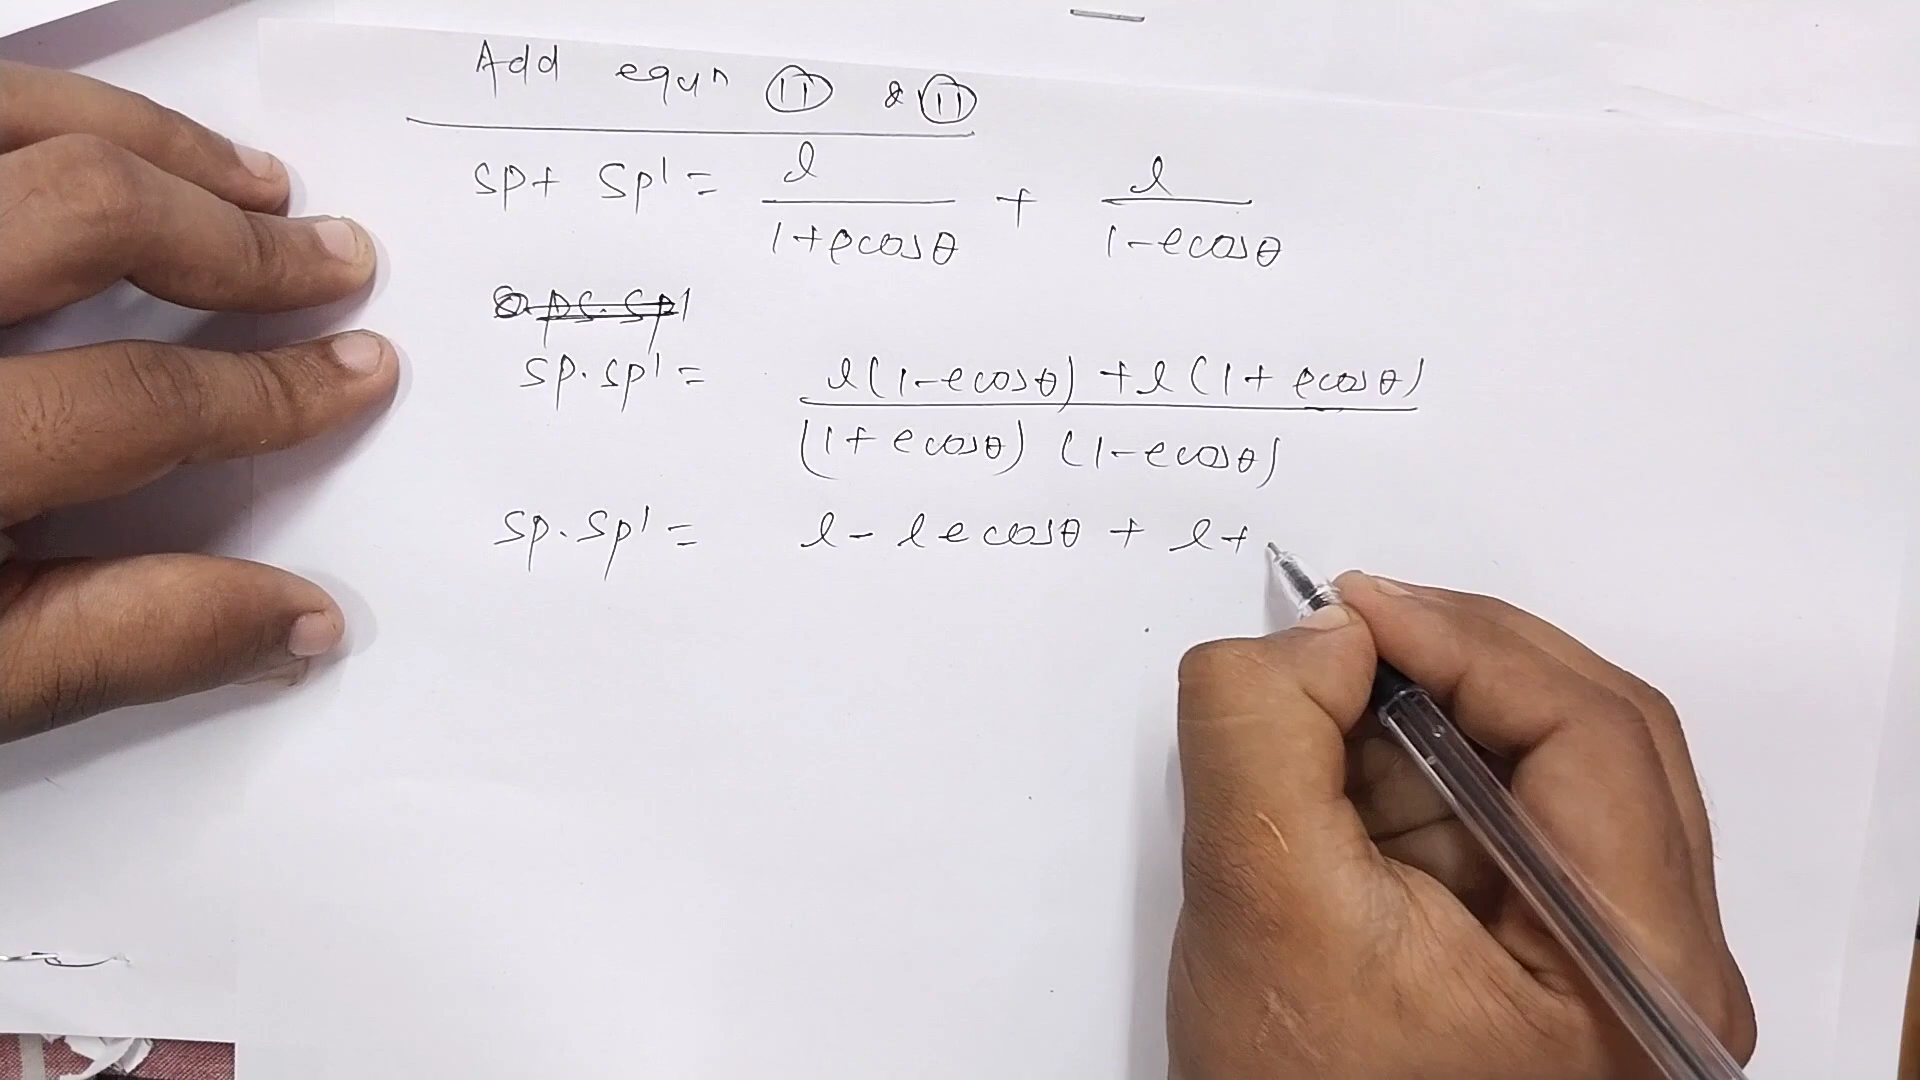 Add equn (II) & (II)
SP + SP' = l / 1+ecosθ + l / 1-ecosθ
SP.SP' = l(1-ecosθ) + l(1+ecosθ) / (1+ecosθ) (1-ecosθ)
SP.SP' = l - l e cosθ + l +